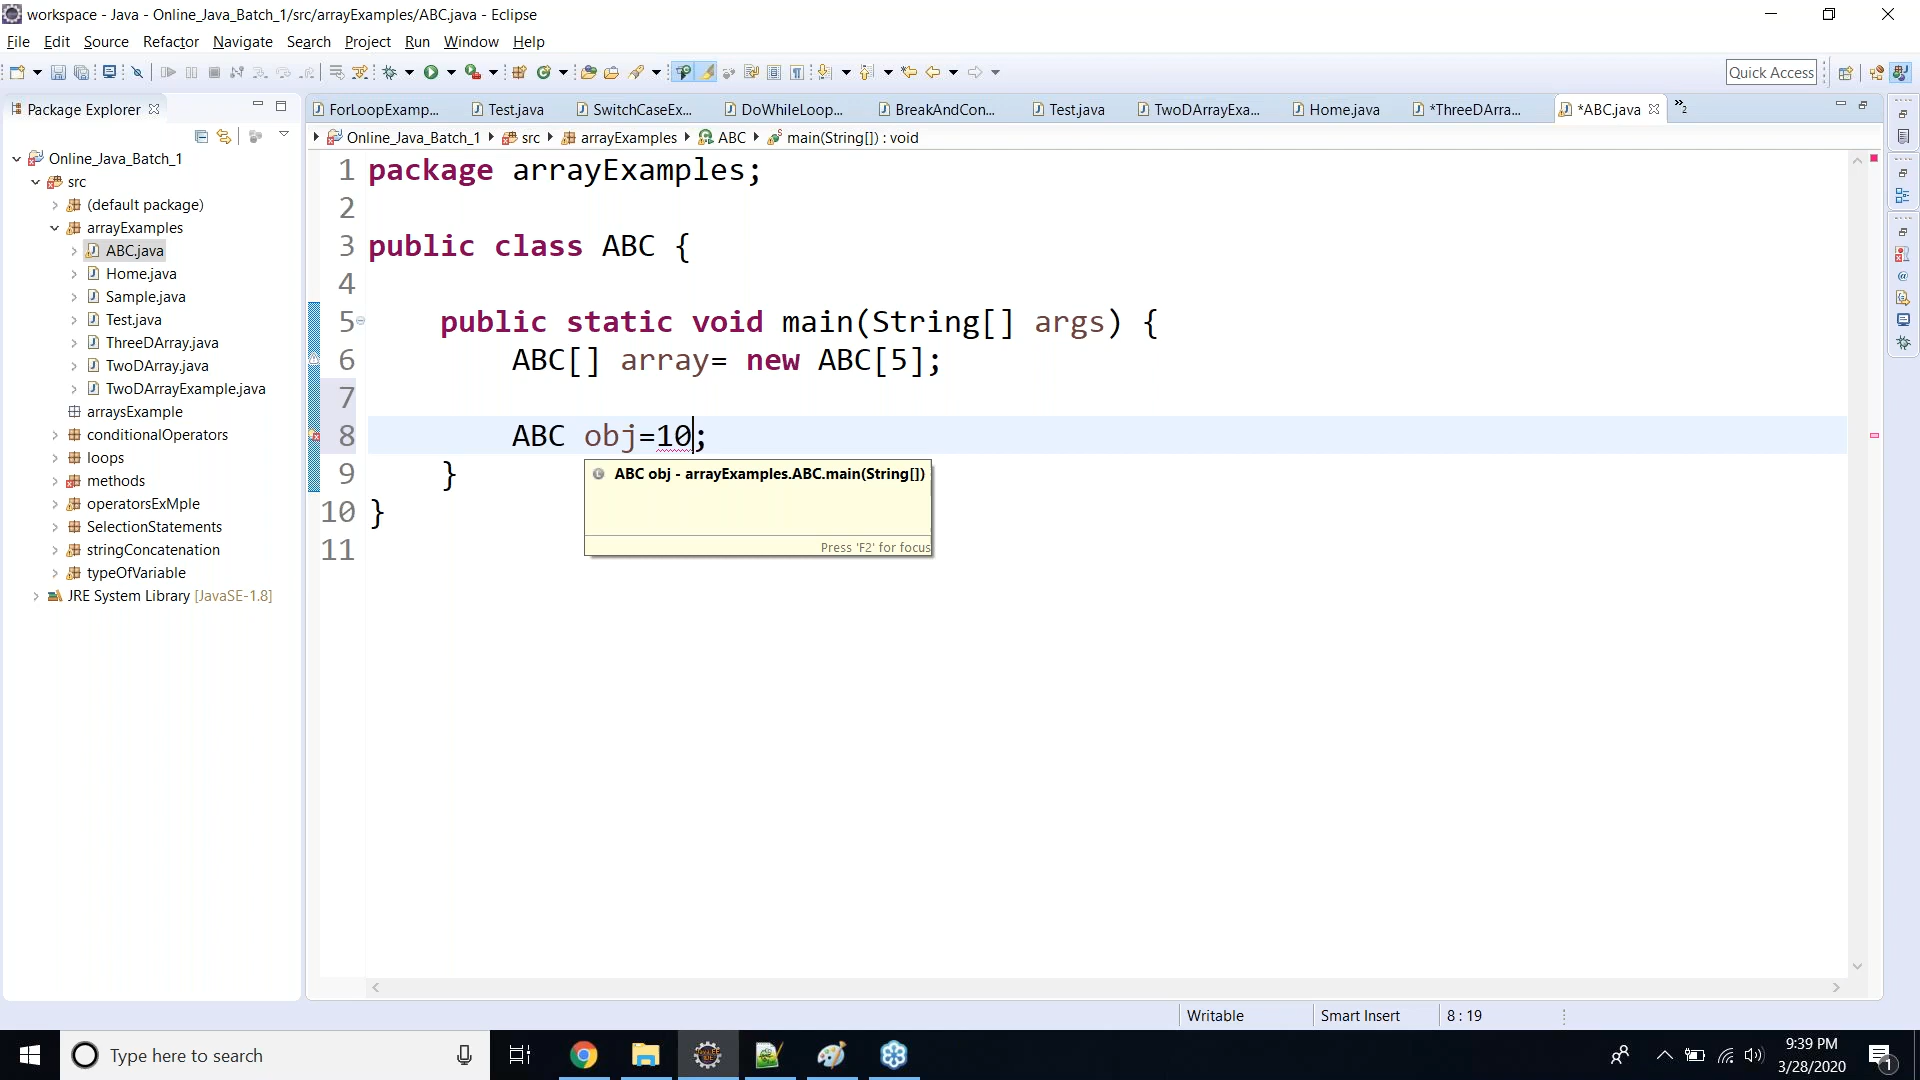 workspace - Java - Online_Java_Batch_1/src/arrayExamples/ABC.java - Eclipse
File Edit Source Refactor Navigate Search Project Run Window Help
Quick Access
Package Explorer
ForLoopExamp... Test.java SwitchCaseEx... DoWhileLoop... BreakAndCon... Test.java TwoDArrayExa... Home.java *ThreeDArra... *ABC.java »2
Online_Java_Batch_1 src arrayExamples ABC main(String[]) : void
Online_Java_Batch_1
src
(default package)
arrayExamples
ABC.java
Home.java
Sample.java
Test.java
ThreeDArray.java
TwoDArray.java
TwoDArrayExample.java
arraysExample
conditionalOperators
loops
methods
operatorsExMple
SelectionStatements
stringConcatenation
typeOfVariable
JRE System Library [JavaSE-1.8]
1 package arrayExamples;
2
3 public class ABC {
4
5 public static void main(String[] args) {
6 ABC[] array= new ABC[5];
7
8 ABC obj=10;
9 }
10 }
11
ABC obj - arrayExamples.ABC.main(String[])
Press 'F2' for focus
Writable Smart Insert 8 : 19
Type here to search
9:39 PM
3/28/2020
1